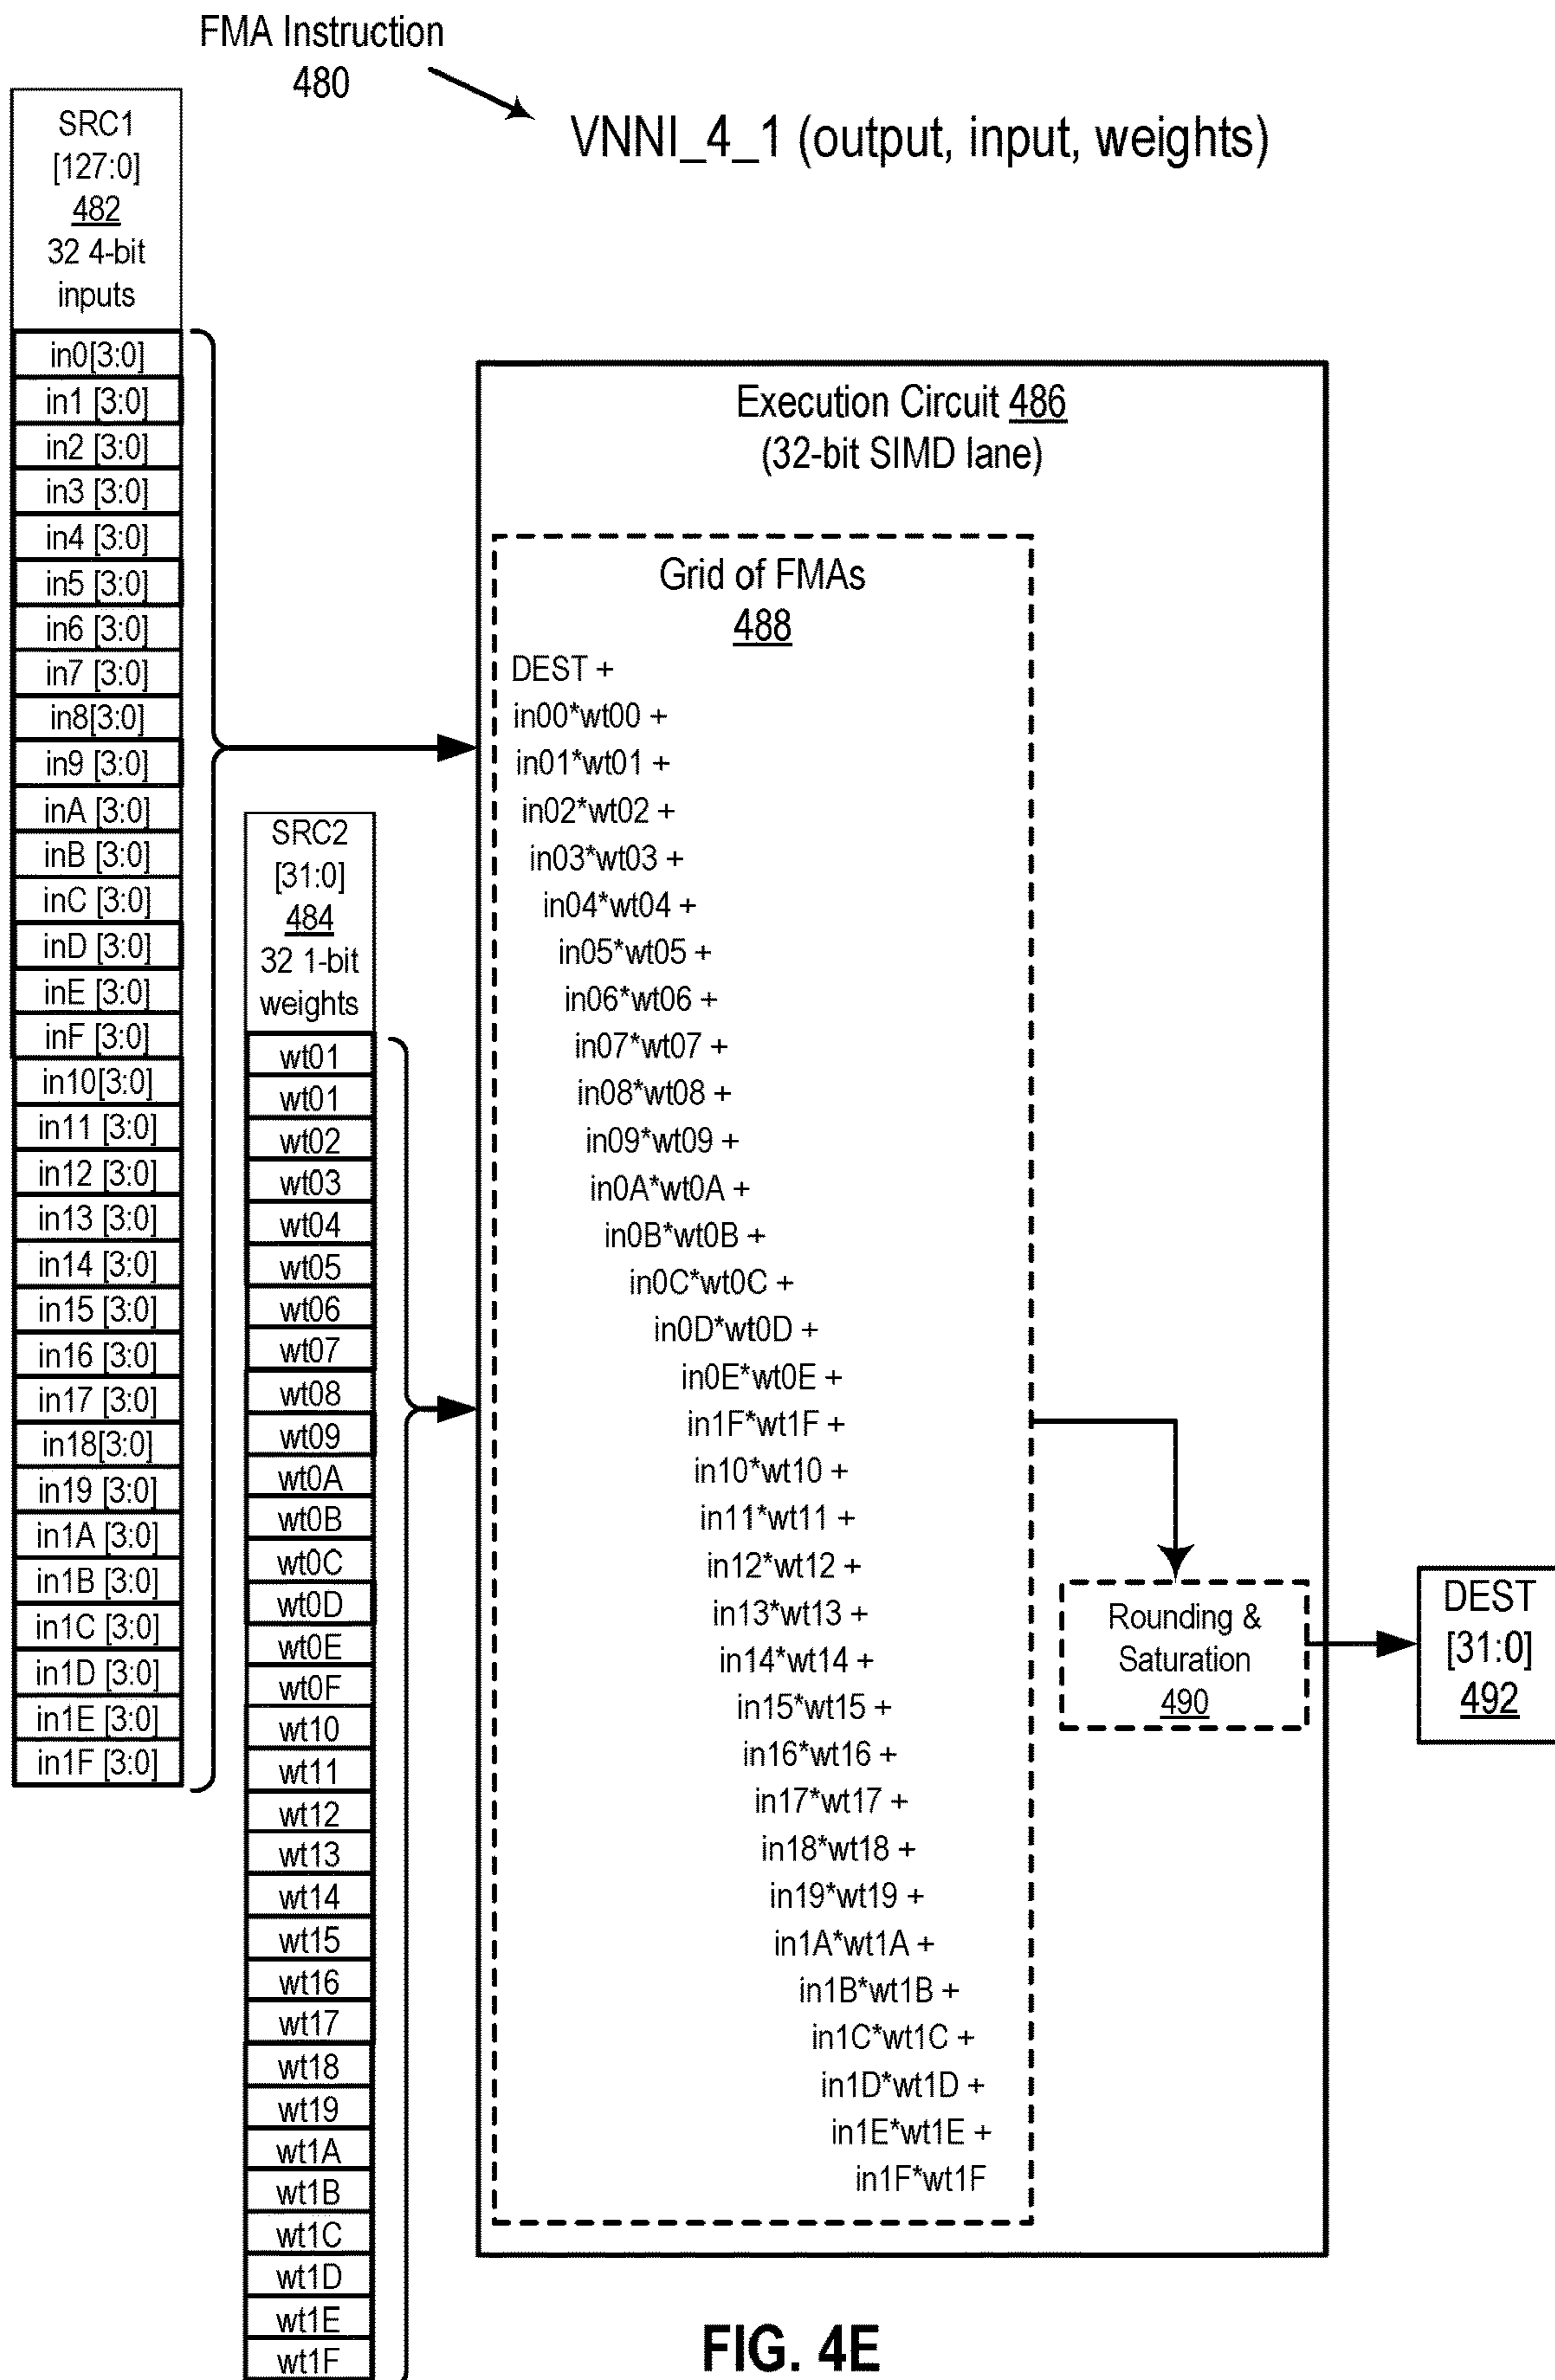 FMA Instruction
480
VNNI_4_1 (output, input, weights)
SRC1
[127:0]
482
32 4-bit
inputs
in0[3:0]
in1 [3:0]
in2 [3:0]
in3 [3:0]
in4 [3:0]
in5 [3:0]
in6 [3:0]
in7 [3:0]
in8[3:0]
in9 [3:0]
inA [3:0]
inB [3:0]
inC [3:0]
inD [3:0]
inE [3:0]
inF [3:0]
in10[3:0]
in11 [3:0]
in12 [3:0]
in13 [3:0]
in14 [3:0]
in15 [3:0]
in16 [3:0]
in17 [3:0]
in18[3:0]
in19 [3:0]
in1A [3:0]
in1B [3:0]
in1C [3:0]
in1D [3:0]
in1E [3:0]
in1F [3:0]
SRC2
[31:0]
484
32 1-bit
weights
wt01
wt01
wt02
wt03
wt04
wt05
wt06
wt07
wt08
wt09
wt0A
wt0B
wt0C
wt0D
wt0E
wt0F
wt10
wt11
wt12
wt13
wt14
wt15
wt16
wt17
wt18
wt19
wt1A
wt1B
wt1C
wt1D
wt1E
wt1F
Execution Circuit 486
(32-bit SIMD lane)
Grid of FMAs
488
DEST +
in00*wt00 +
in01*wt01 +
in02*wt02 +
in03*wt03 +
in04*wt04 +
in05*wt05 +
in06*wt06 +
in07*wt07 +
in08*wt08 +
in09*wt09 +
in0A*wt0A +
in0B*wt0B +
in0C*wt0C +
in0D*wt0D +
in0E*wt0E +
in1F*wt1F +
in10*wt10 +
in11*wt11 +
in12*wt12 +
in13*wt13 +
in14*wt14 +
in15*wt15 +
in16*wt16 +
in17*wt17 +
in18*wt18 +
in19*wt19 +
in1A*wt1A +
in1B*wt1B +
in1C*wt1C +
in1D*wt1D +
in1E*wt1E +
in1F*wt1F
Rounding &
Saturation
490
DEST
[31:0]
492
FIG. 4E